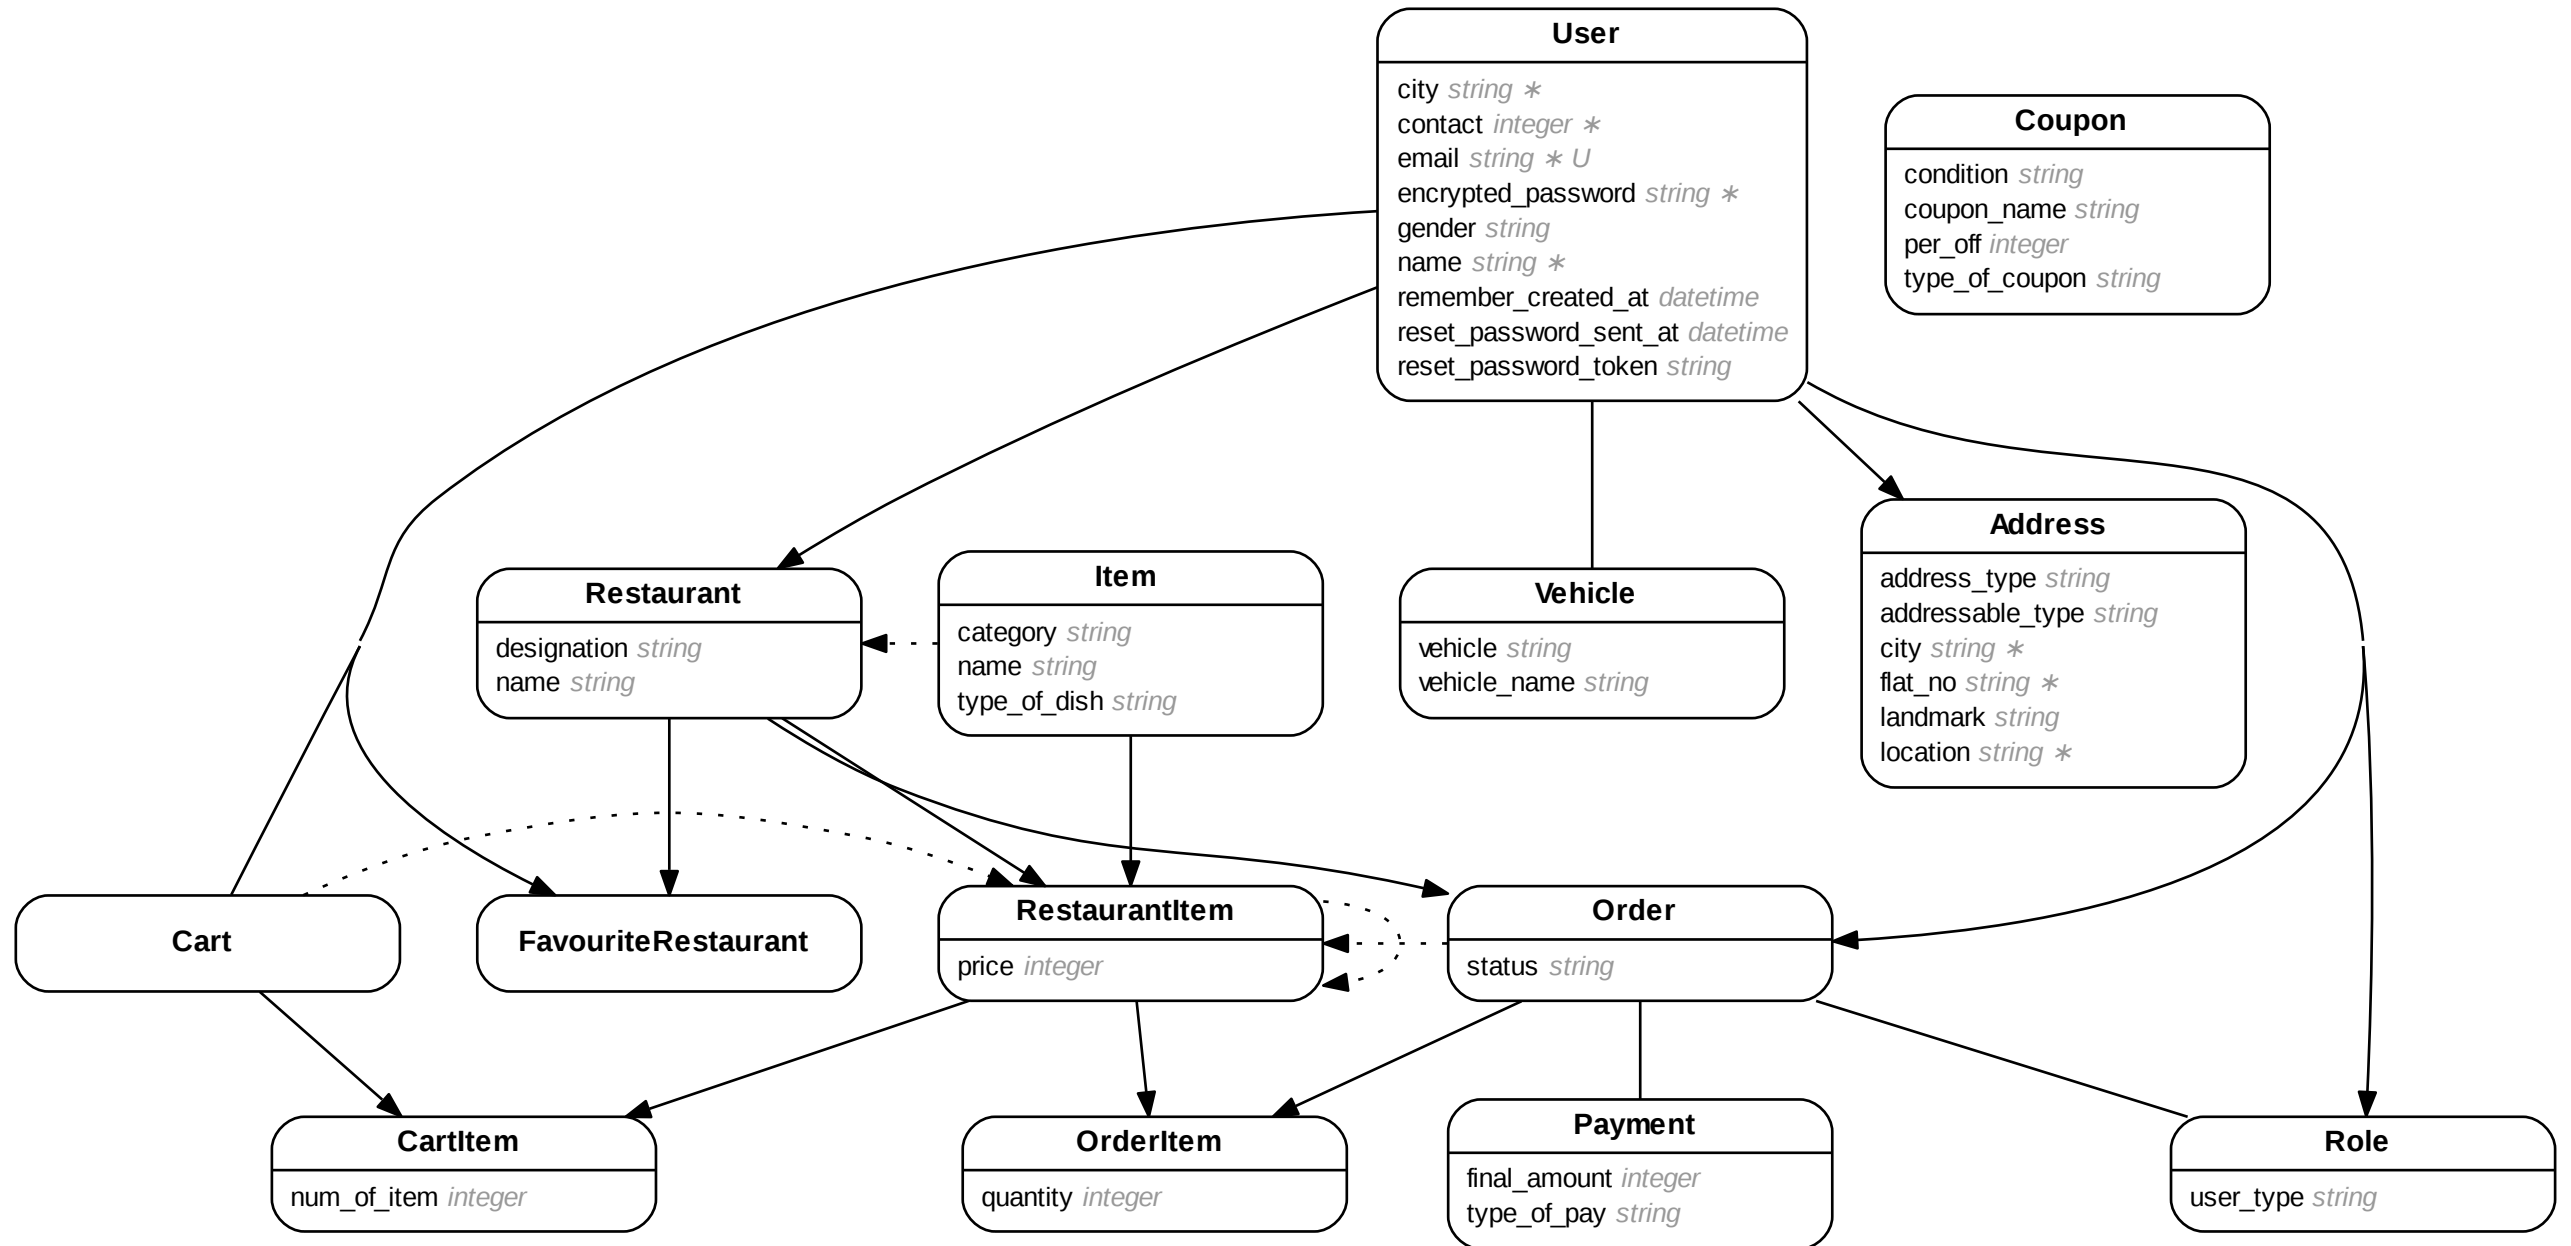 User
city string ∗
contact integer ∗
email string ∗ U
encrypted_password string ∗
gender string
name string ∗
remember_created_at datetime
reset_password_sent_at datetime
reset_password_token string
Coupon
condition string
coupon_name string
per_off integer
type_of_coupon string
Restaurant
designation string
name string
Item
category string
name string
type_of_dish string
Vehicle
vehicle string
vehicle_name string
Address
address_type string
addressable_type string
city string ∗
flat_no string ∗
landmark string
location string ∗
Cart
FavouriteRestaurant
RestaurantItem
price integer
Order
status string
CartItem
num_of_item integer
OrderItem
quantity integer
Payment
final_amount integer
type_of_pay string
Role
user_type string